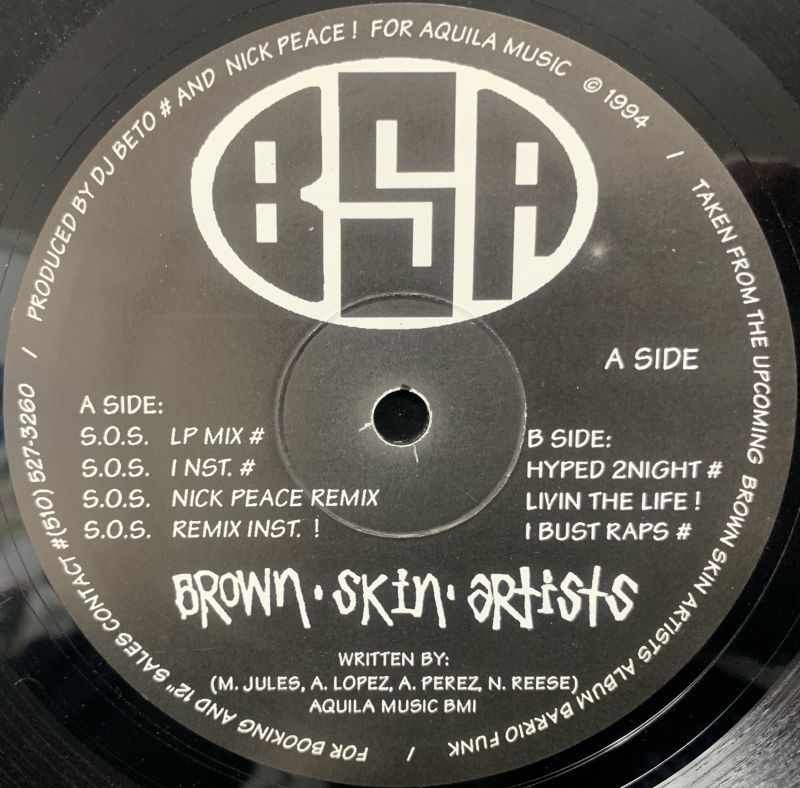 PRODUCED BY DJ BETO # AND NICK PEACE ! FOR AQUILA MUSIC © 1994 / TAKEN FROM THE UPCOMING BROWN SKIN ARTISTS ALBUM BARRIO FUNK / FOR BOOKING AND 12" SALES CONTACT # (510) 527-3260 /
BSA
A SIDE
A SIDE:
S.O.S. LP MIX #
S.O.S. INST. #
S.O.S. NICK PEACE REMIX
S.O.S. REMIX INST. !
B SIDE:
HYPED 2NIGHT #
LIVIN THE LIFE !
I BUST RAPS #
BROWN · SKIN · ARTISTS
WRITTEN BY:
(M. JULES, A. LOPEZ, A. PEREZ, N. REESE)
AQUILA MUSIC BMI